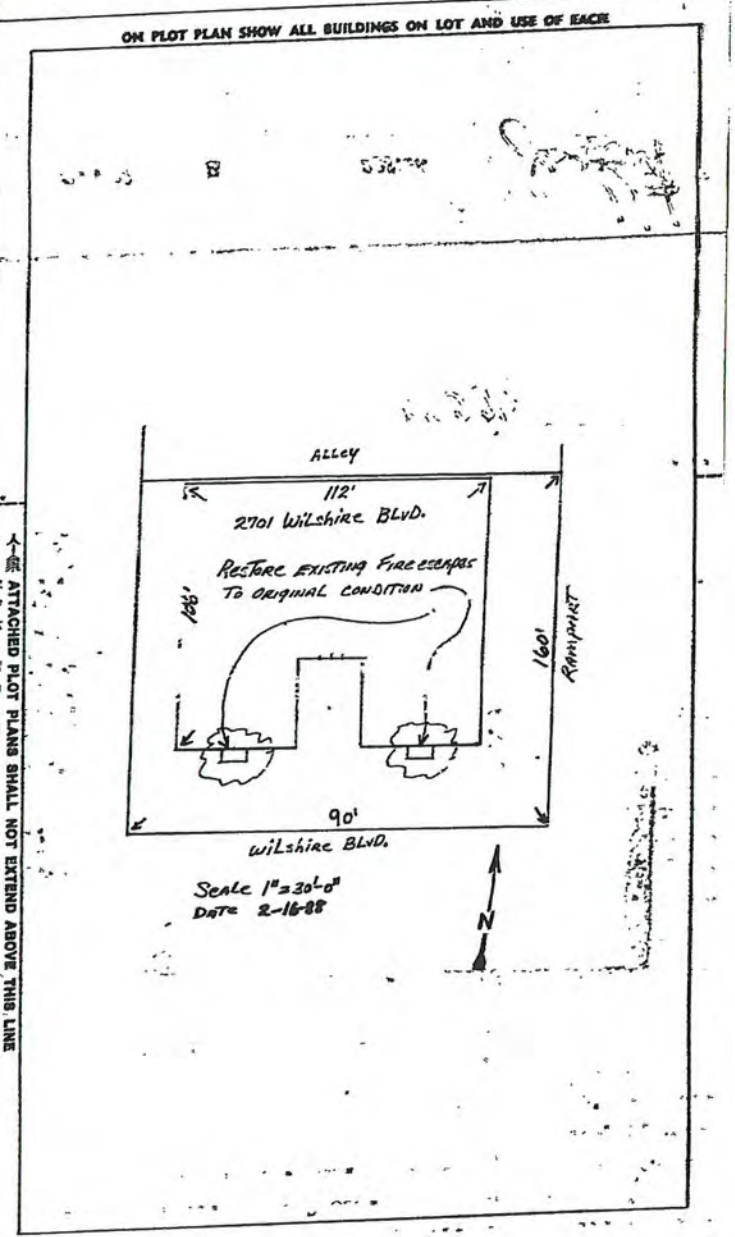 ON PLOT PLAN SHOW ALL BUILDINGS ON LOT AND USE OF EACH
ALLEY
112'
2701 WILSHIRE BLVD.
RESTORE EXISTING FIRE ESCAPES
TO ORIGINAL CONDITION
106'
160'
RAMPART
90'
WILSHIRE BLVD.
SCALE 1"=30'-0"
DATE 2-16-88
N
ATTACHED PLOT PLANS SHALL NOT EXTEND ABOVE THIS LINE